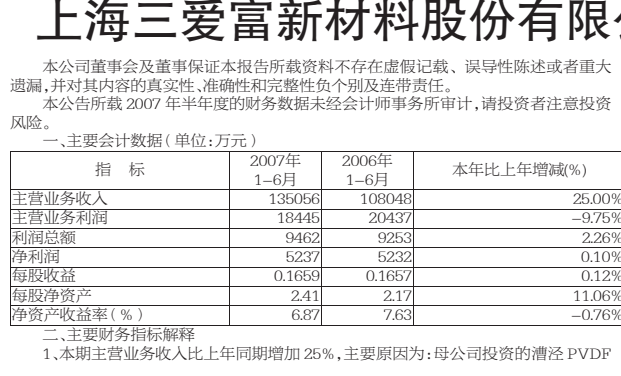 上海三爱富新材料股份有限
本公司董事会及董事保证本报告所载资料不存在虚假记载、误导性陈述或者重大
遗漏,并对其内容的真实性、准确性和完整性负个别及连带责任。
本公告所载 2007 年半年度的财务数据未经会计师事务所审计,请投资者注意投资
风险。
一、主要会计数据(单位:万元)
指 标 2007年 1-6月 2006年 1-6月 本年比上年增减(%)
主营业务收入 135056 108048 25.00%
主营业务利润 18445 20437 -9.75%
利润总额 9462 9253 2.26%
净利润 5237 5232 0.10%
每股收益 0.1659 0.1657 0.12%
每股净资产 2.41 2.17 11.06%
净资产收益率(%) 6.87 7.63 -0.76%
二、主要财务指标解释
1、本期主营业务收入比上年同期增加 25%,主要原因为:母公司投资的漕泾 PVDF